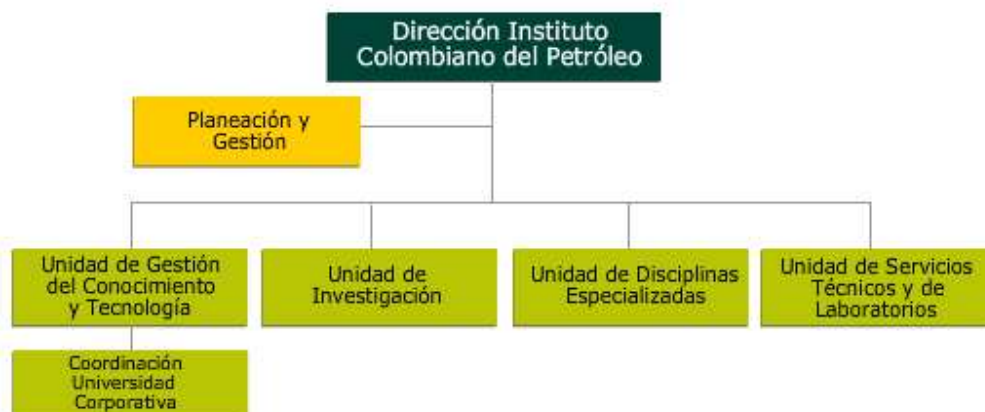 Dirección Instituto
Colombiano del Petróleo
Planeación y
Gestión
Unidad de Gestión
del Conocimiento
y Tecnología
Unidad de
Investigación
Unidad de Disciplinas
Especializadas
Unidad de Servicios
Técnicos y de
Laboratorios
Coordinación
Universidad
Corporativa